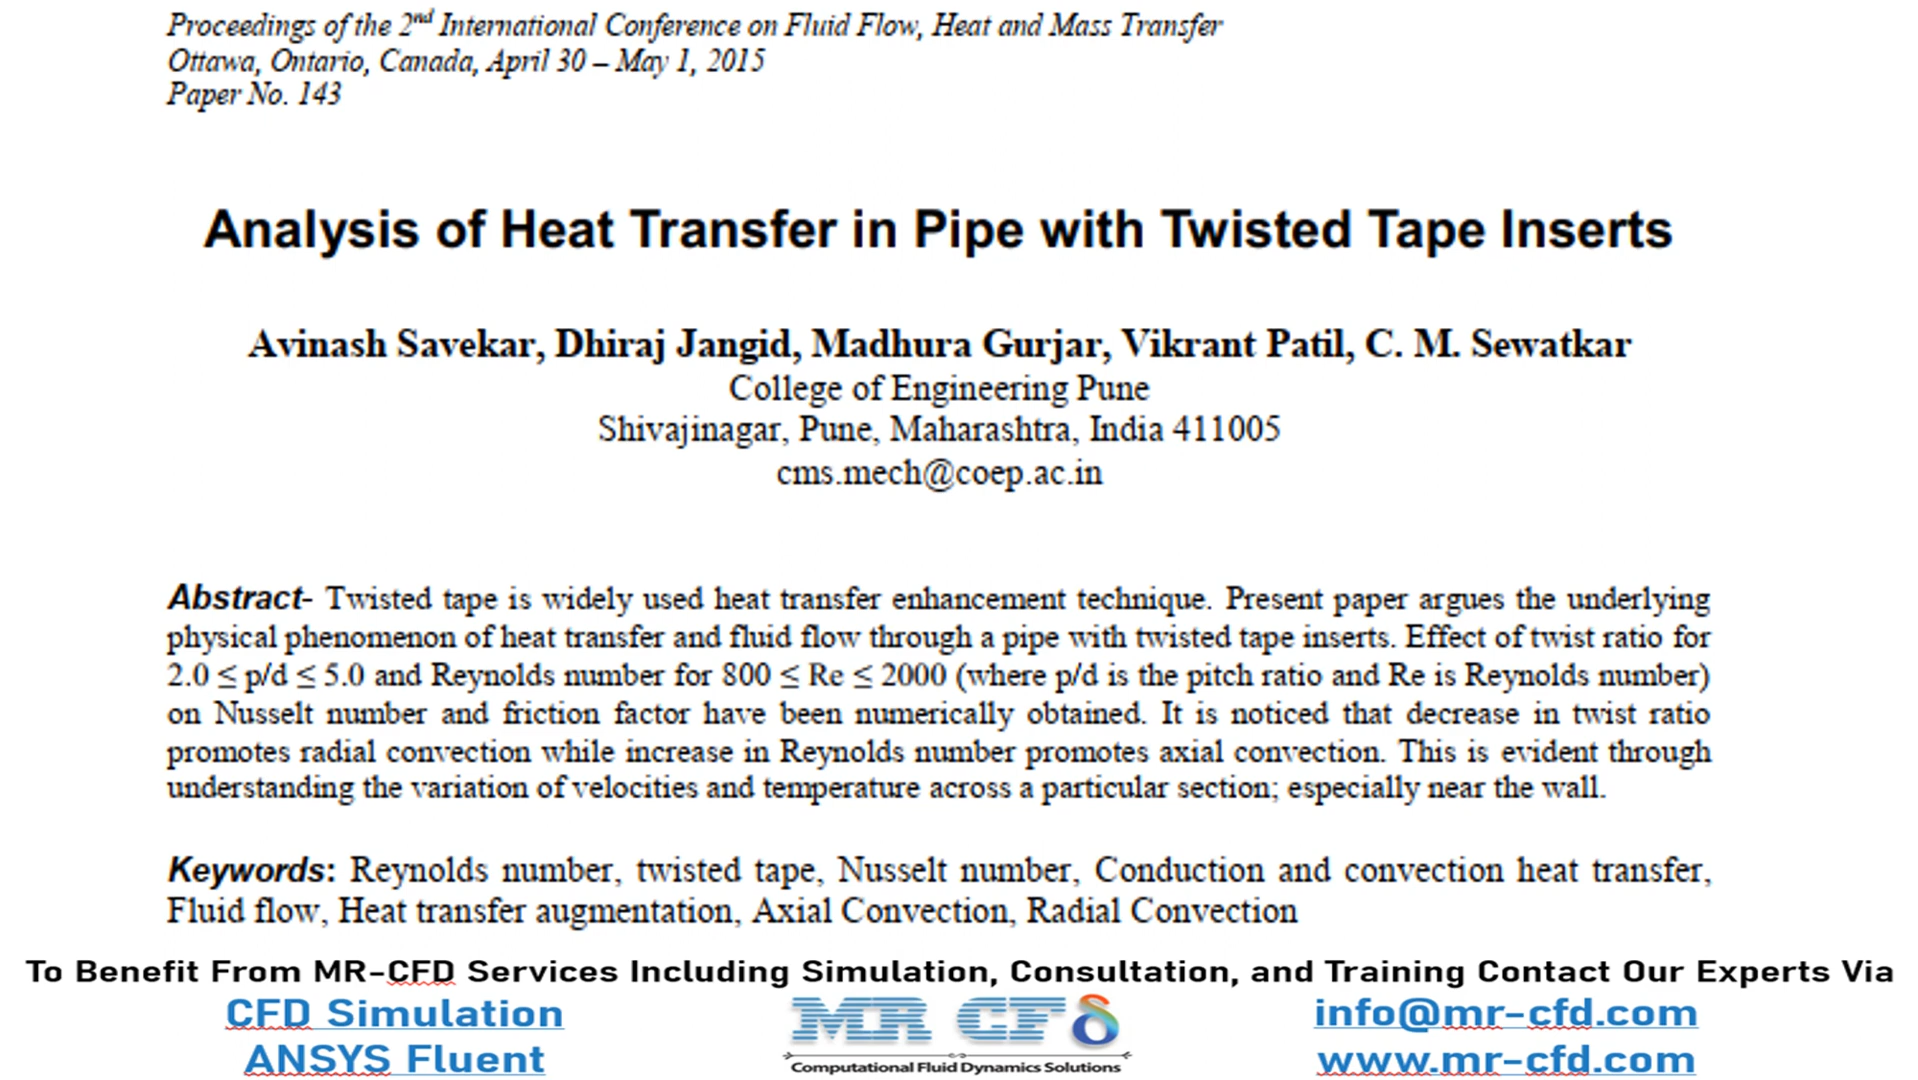 Proceedings of the 2nd International Conference on Fluid Flow, Heat and Mass Transfer
Ottawa, Ontario, Canada, April 30 – May 1, 2015
Paper No. 143
Analysis of Heat Transfer in Pipe with Twisted Tape Inserts
Avinash Savekar, Dhiraj Jangid, Madhura Gurjar, Vikrant Patil, C. M. Sewatkar
College of Engineering Pune
Shivajinagar, Pune, Maharashtra, India 411005
cms.mech@coep.ac.in
Abstract- Twisted tape is widely used heat transfer enhancement technique. Present paper argues the underlying
physical phenomenon of heat transfer and fluid flow through a pipe with twisted tape inserts. Effect of twist ratio for
2.0 ≤ p/d ≤ 5.0 and Reynolds number for 800 ≤ Re ≤ 2000 (where p/d is the pitch ratio and Re is Reynolds number)
on Nusselt number and friction factor have been numerically obtained. It is noticed that decrease in twist ratio
promotes radial convection while increase in Reynolds number promotes axial convection. This is evident through
understanding the variation of velocities and temperature across a particular section; especially near the wall.
Keywords: Reynolds number, twisted tape, Nusselt number, Conduction and convection heat transfer,
Fluid flow, Heat transfer augmentation, Axial Convection, Radial Convection
To Benefit From MR-CFD Services Including Simulation, Consultation, and Training Contact Our Experts Via
CFD Simulation
ANSYS Fluent
MR CFδ
Computational Fluid Dynamics Solutions
info@mr-cfd.com
www.mr-cfd.com